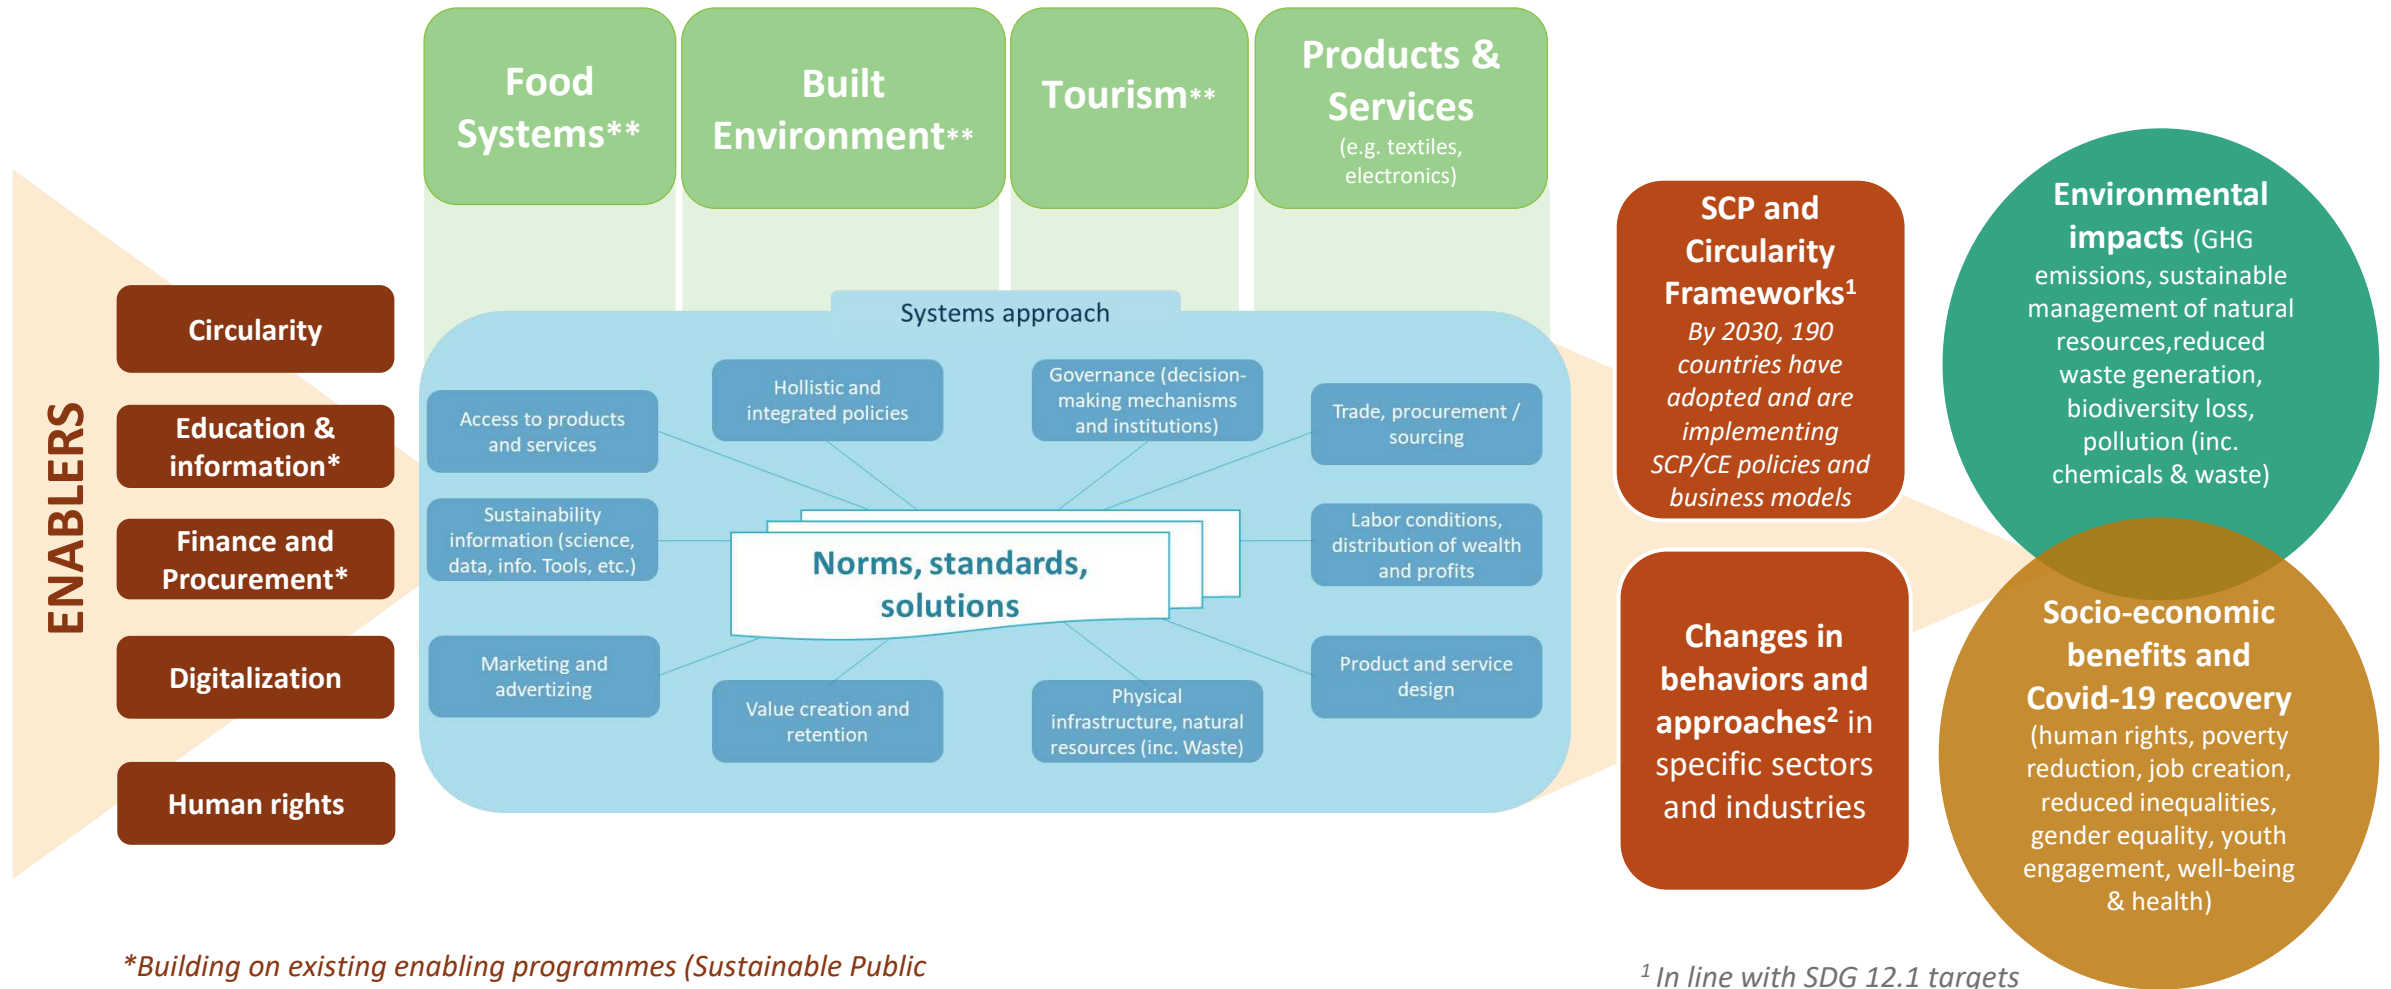 Food
Systems**
Built
Environment**
Tourism**
Products &
Services
(e.g. textiles,
electronics)
ENABLERS
Circularity
Education &
information*
Finance and
Procurement*
Digitalization
Human rights
Systems approach
Access to products
and services
Hollistic and
integrated policies
Governance (decision-
making mechanisms
and institutions)
Trade, procurement /
sourcing
Sustainability
information (science,
data, info. Tools, etc.)
Norms, standards,
solutions
Labor conditions,
distribution of wealth
and profits
Marketing and
advertizing
Value creation and
retention
Physical
infrastructure, natural
resources (inc. Waste)
Product and service
design
SCP and
Circularity
Frameworks¹
By 2030, 190
countries have
adopted and are
implementing
SCP/CE policies and
business models
Changes in
behaviors and
approaches² in
specific sectors
and industries
Environmental
impacts (GHG
emissions, sustainable
management of natural
resources,reduced
waste generation,
biodiversity loss,
pollution (inc.
chemicals & waste)
Socio-economic
benefits and
Covid-19 recovery
(human rights, poverty
reduction, job creation,
reduced inequalities,
gender equality, youth
engagement, well-being
& health)
*Building on existing enabling programmes (Sustainable Public
¹ In line with SDG 12.1 targets